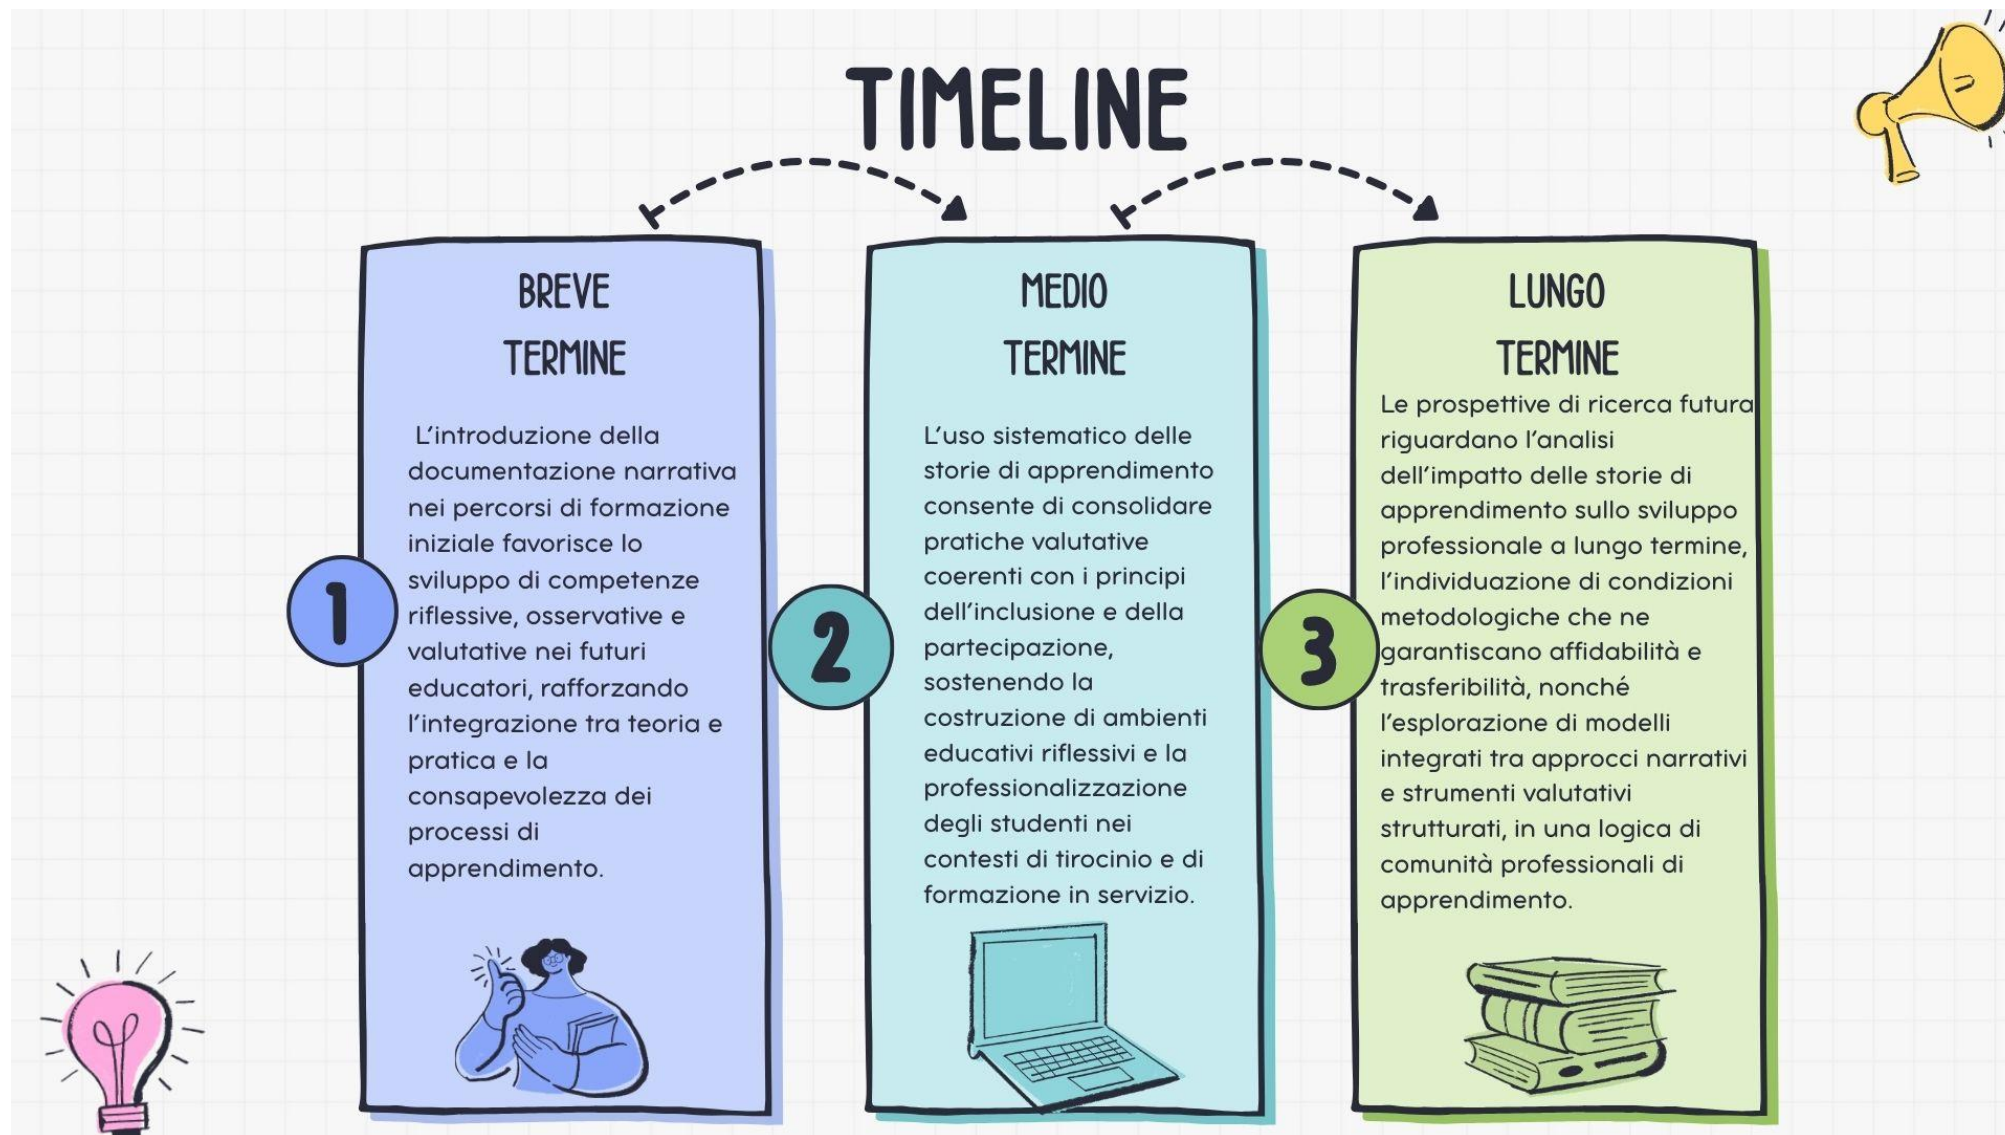 TIMELINE
BREVE
TERMINE
L'introduzione della
documentazione narrativa
nei percorsi di formazione
iniziale favorisce lo
sviluppo di competenze
riflessive, osservative e
valutative nei futuri
educatori, rafforzando
l'integrazione tra teoria e
pratica e la
consapevolezza dei
processi di
apprendimento.
1
MEDIO
TERMINE
L'uso sistematico delle
storie di apprendimento
consente di consolidare
pratiche valutative
coerenti con i principi
dell'inclusione e della
partecipazione,
sostenendo la
costruzione di ambienti
educativi riflessivi e la
professionalizzazione
degli studenti nei
contesti di tirocinio e di
formazione in servizio.
2
LUNGO
TERMINE
Le prospettive di ricerca futura
riguardano l'analisi
dell'impatto delle storie di
apprendimento sullo sviluppo
professionale a lungo termine,
l'individuazione di condizioni
metodologiche che ne
garantiscano affidabilità e
trasferibilità, nonché
l'esplorazione di modelli
integrati tra approcci narrativi
e strumenti valutativi
strutturati, in una logica di
comunità professionali di
apprendimento.
3